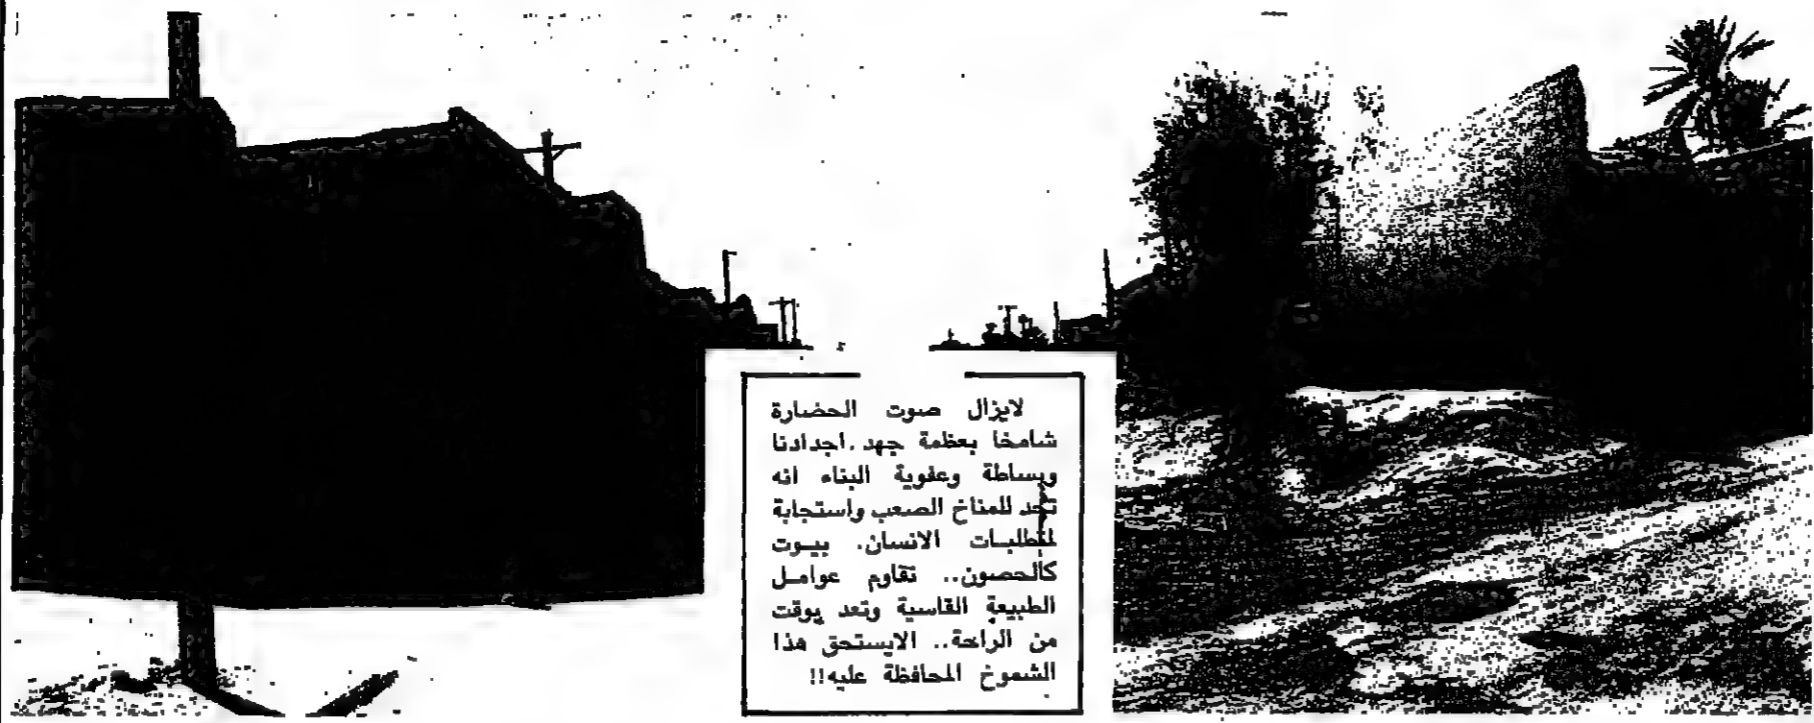 لايزال صوت الحضارة
شامخا بعظمة جهد اجدادنا
وبساطة وعفوية البناء انه
تحد للمناخ الصعب واستجابة
لمتطلبات الانسان. بيوت
كالحصون.. تقاوم عوامل
الطبيعة القاسية وتعد بوقت
من الراحة.. الايستحق هذا
الشموخ المحافظة عليه!!